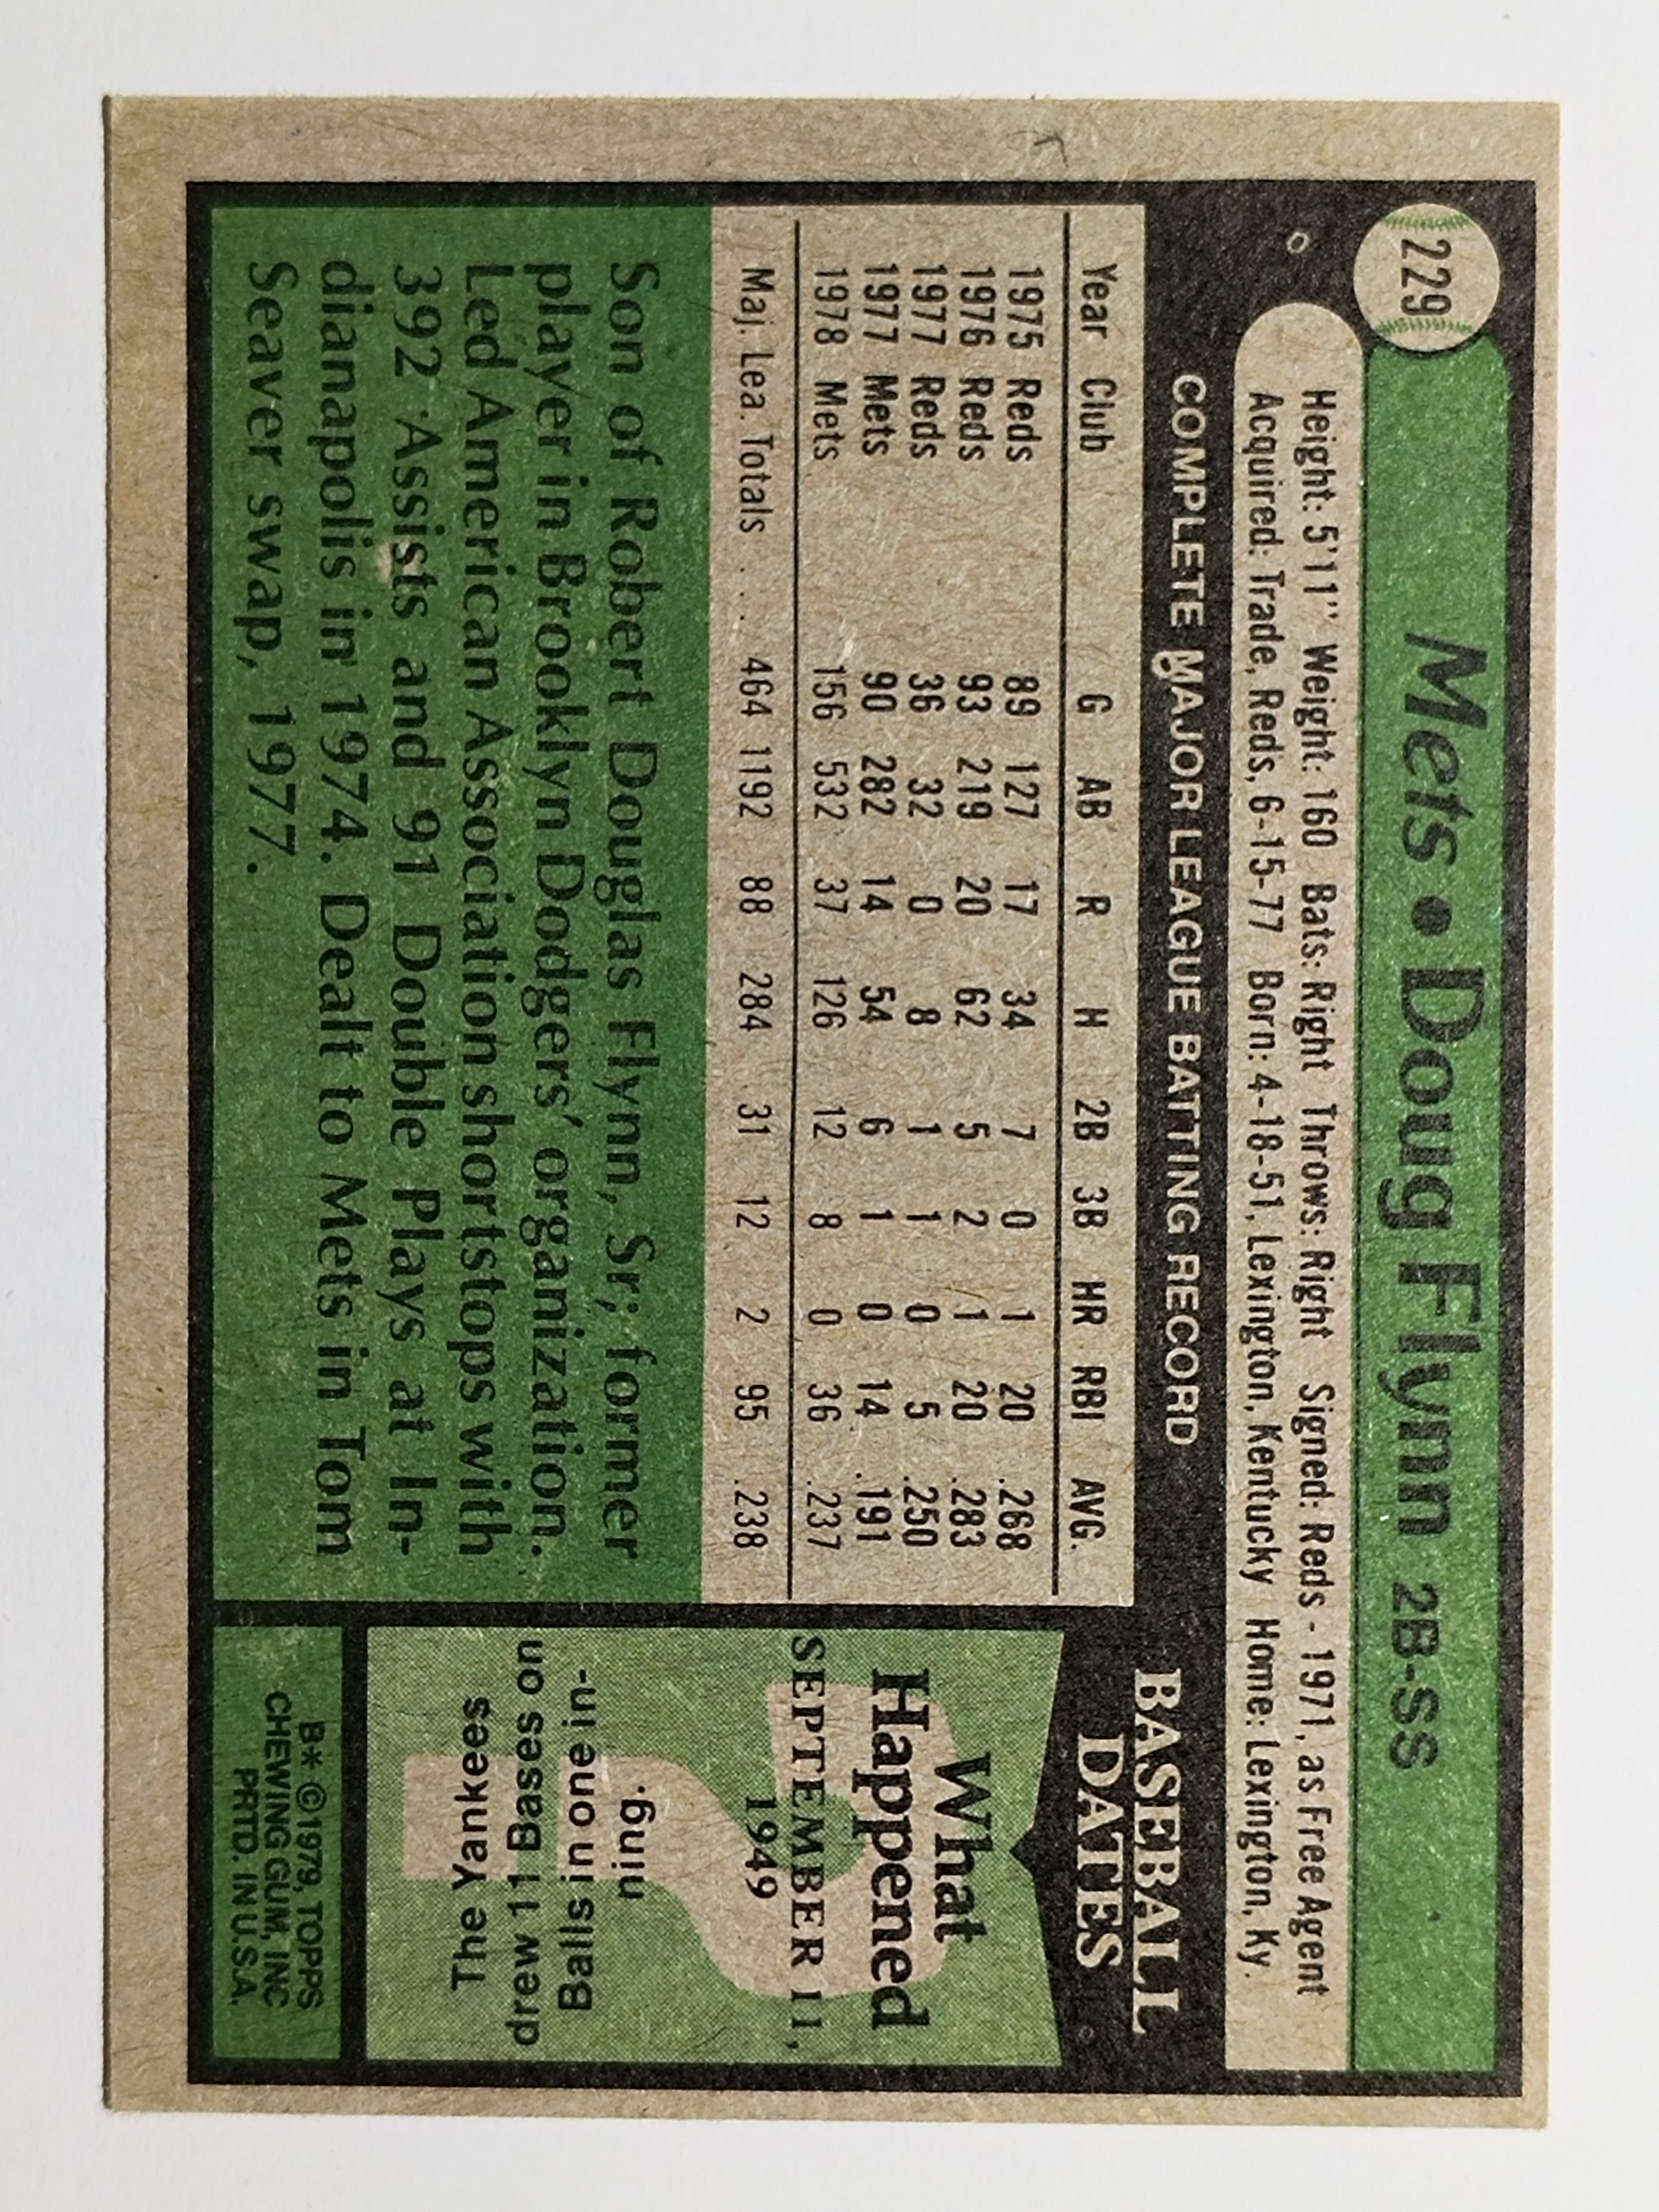 229
Mets • Doug Flynn 2B-SS
Height: 5'11" Weight: 160 Bats: Right Throws: Right Signed: Reds - 1971, as Free Agent
Acquired: Trade, Reds, 6-15-77 Born: 4-18-51, Lexington, Kentucky Home: Lexington, Ky.
COMPLETE MAJOR LEAGUE BATTING RECORD
Year Club G AB R H 2B 3B HR RBI AVG.
1975 Reds 89 127 17 34 7 0 1 20 .268
1976 Reds 93 219 20 62 5 2 1 20 .283
1977 Reds 36 32 0 8 1 1 0 5 .250
1977 Mets 90 282 14 54 6 1 0 14 .191
1978 Mets 156 532 37 126 12 8 0 36 .237
Maj. Lea. Totals . . 464 1192 88 284 31 12 2 95 .238
Son of Robert Douglas Flynn, Sr; former
player in Brooklyn Dodgers' organization.
Led American Association shortstops with
392 Assists and 91 Double Plays at In-
dianapolis in 1974. Dealt to Mets in Tom
Seaver swap, 1977.
BASEBALL
DATES
What
Happened
SEPTEMBER 11,
1949
The Yankees
drew 11 Bases on
Balls in one in-
ning.
B* ©1979, TOPPS
CHEWING GUM, INC
PRTD. IN U.S.A.